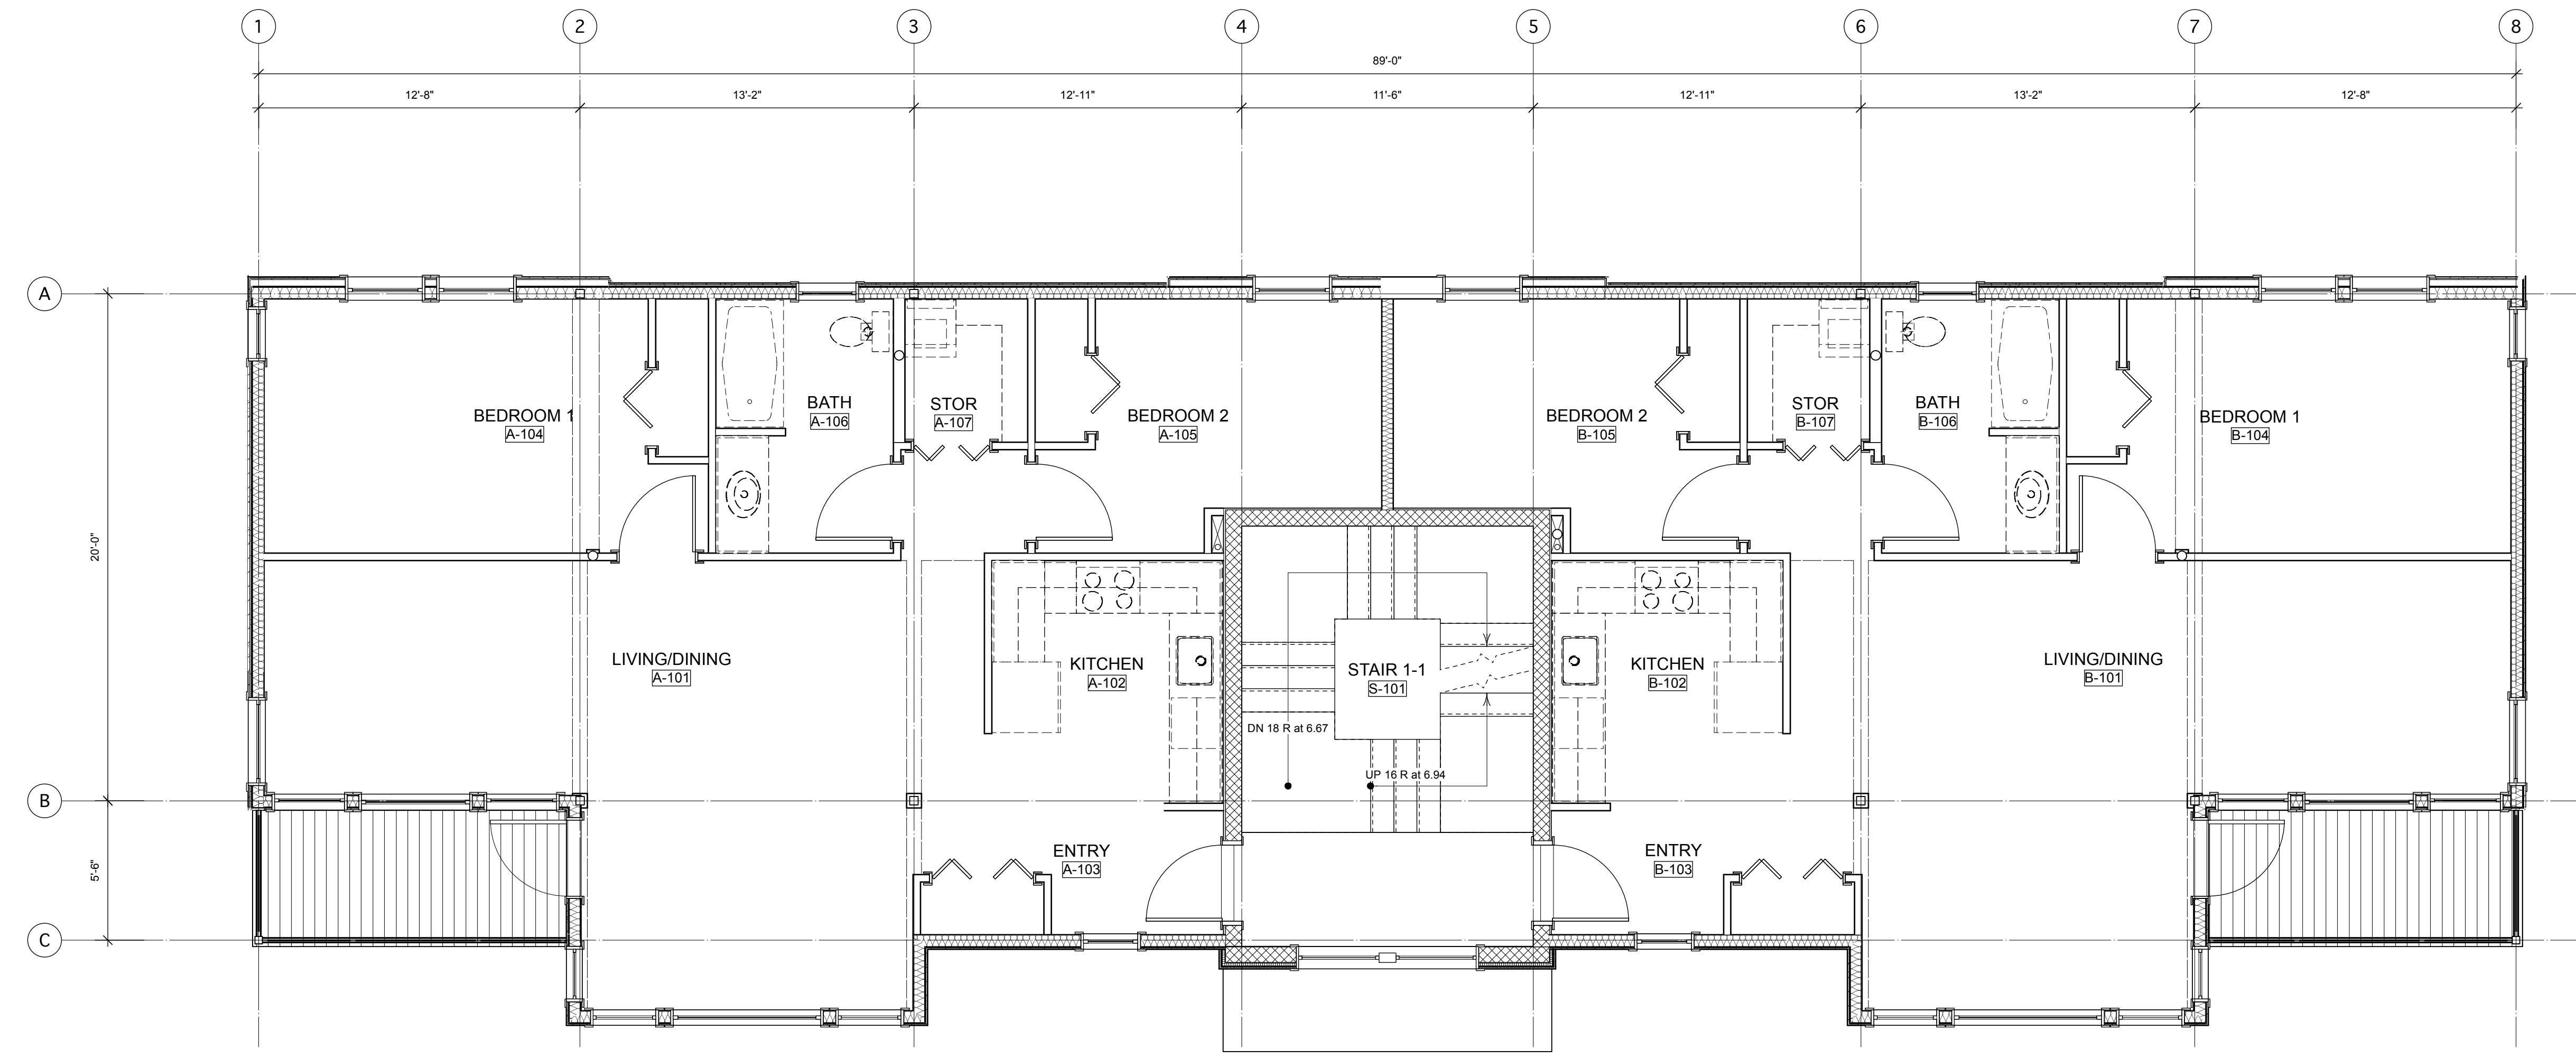 1 2 3 4 5 6 7 8
89'-0"
12'-8" 13'-2" 12'-11" 11'-6" 12'-11" 13'-2" 12'-8"
A
BATH
A-106
STOR
A-107
STOR
B-107
BATH
B-106
BEDROOM 1
A-104
BEDROOM 2
A-105
BEDROOM 2
B-105
BEDROOM 1
B-104
20'-0"
LIVING/DINING
A-101
KITCHEN
A-102
STAIR 1-1
S-101
KITCHEN
B-102
LIVING/DINING
B-101
DN 18 R at 6.67
UP 16 R at 6.94
B
5'-6"
ENTRY
A-103
ENTRY
B-103
C